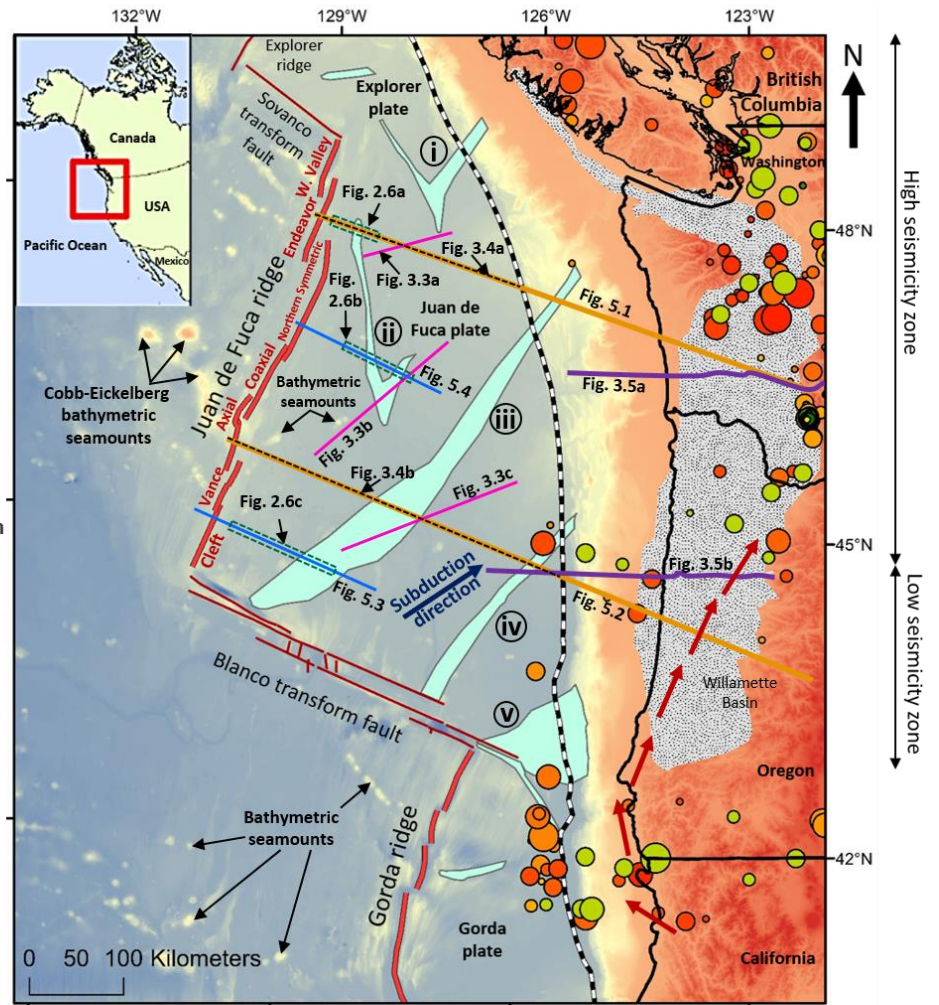 132°W
129°W
126°W
123°W
Explorer
ridge
Explorer
plate
N
British
Columbia
Washington
High seismicity zone
Canada
USA
Pacific Ocean
Mexico
Sovanco
transform
fault
W. Valley
i
Fig. 2.6a
Endeavor
Fig. 3.4a
48°N
Fig. 3.3a
Northern Symmetric
Fig.
2.6b
Fig. 5.1
Juan de
Fuca plate
Juan de Fuca ridge
ii
Cobb-Eickelberg
bathymetric
seamounts
Coaxial
Bathymetric
seamounts
Fig. 5.4
Fig. 3.5a
Axial
iii
Fig. 3.3b
Fig. 3.4b
Fig. 3.3c
Vance
Fig. 2.6c
Cleft
45°N
Fig. 3.5b
Fig. 5.3
Subduction
direction
Fig. 5.2
Low seismicity zone
iv
Blanco transform fault
Willamette
Basin
v
Oregon
Bathymetric
seamounts
42°N
Gorda ridge
Gorda
plate
California
0 50 100 Kilometers